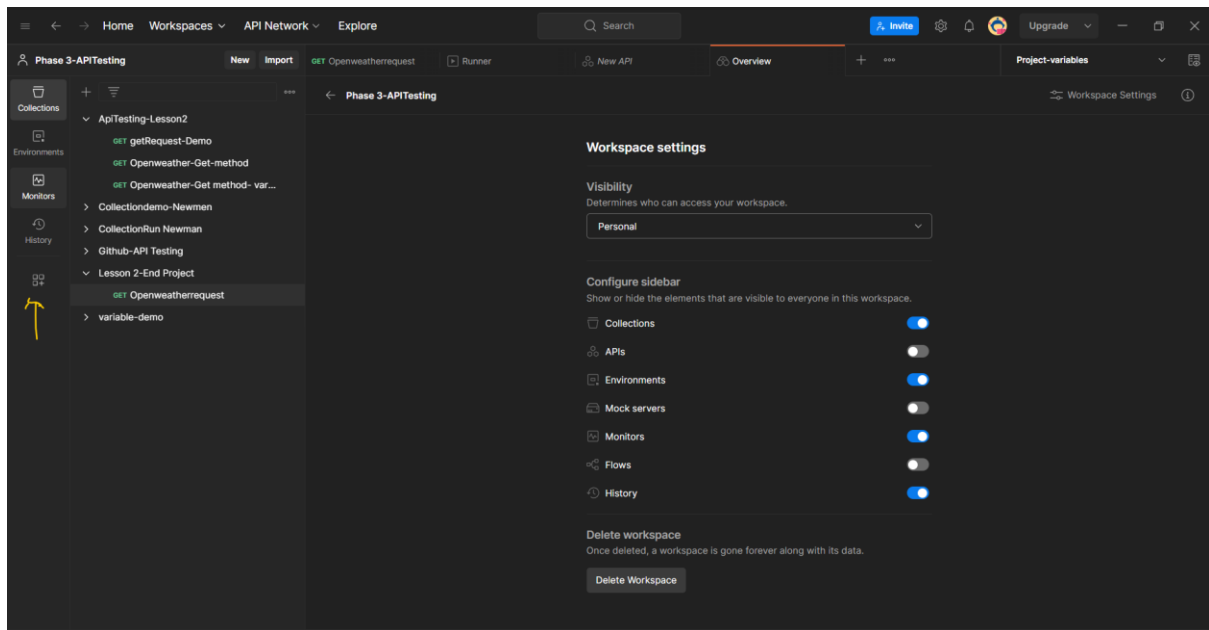 Home Workspaces API Network Explore Search Invite Upgrade
Phase 3-APITesting New Import GET Openweatherrequest Runner New API Overview Project-variables
Collections
Environments
Monitors
History
ApiTesting-Lesson2
GET getRequest-Demo
GET Openweather-Get-method
GET Openweather-Get method- var...
Collectiondemo-Newmen
CollectionRun Newman
Github-API Testing
Lesson 2-End Project
GET Openweatherrequest
variable-demo
Phase 3-APITesting Workspace Settings
Workspace settings
Visibility
Determines who can access your workspace.
Personal
Configure sidebar
Show or hide the elements that are visible to everyone in this workspace.
Collections
APIs
Environments
Mock servers
Monitors
Flows
History
Delete workspace
Once deleted, a workspace is gone forever along with its data.
Delete Workspace